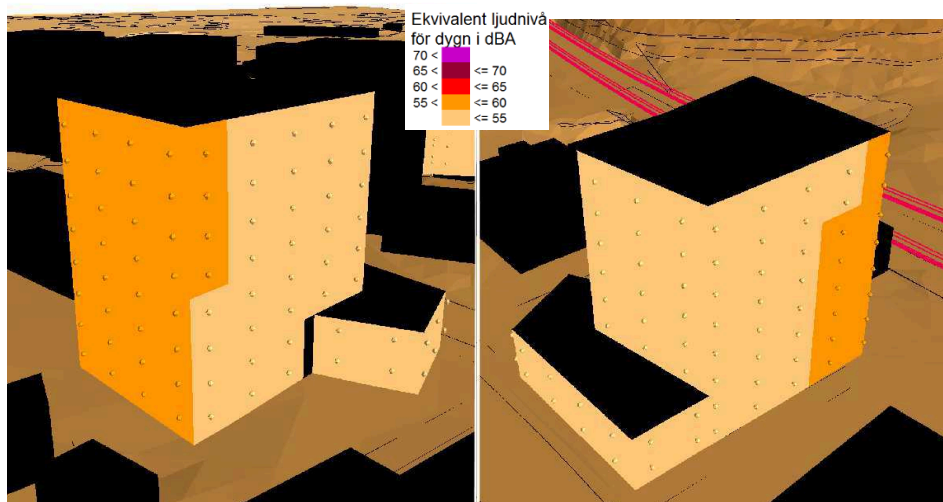 Ekvivalent ljudnivå
för dygn i dBA
70 <
65 < <= 70
60 < <= 65
55 < <= 60
<= 55